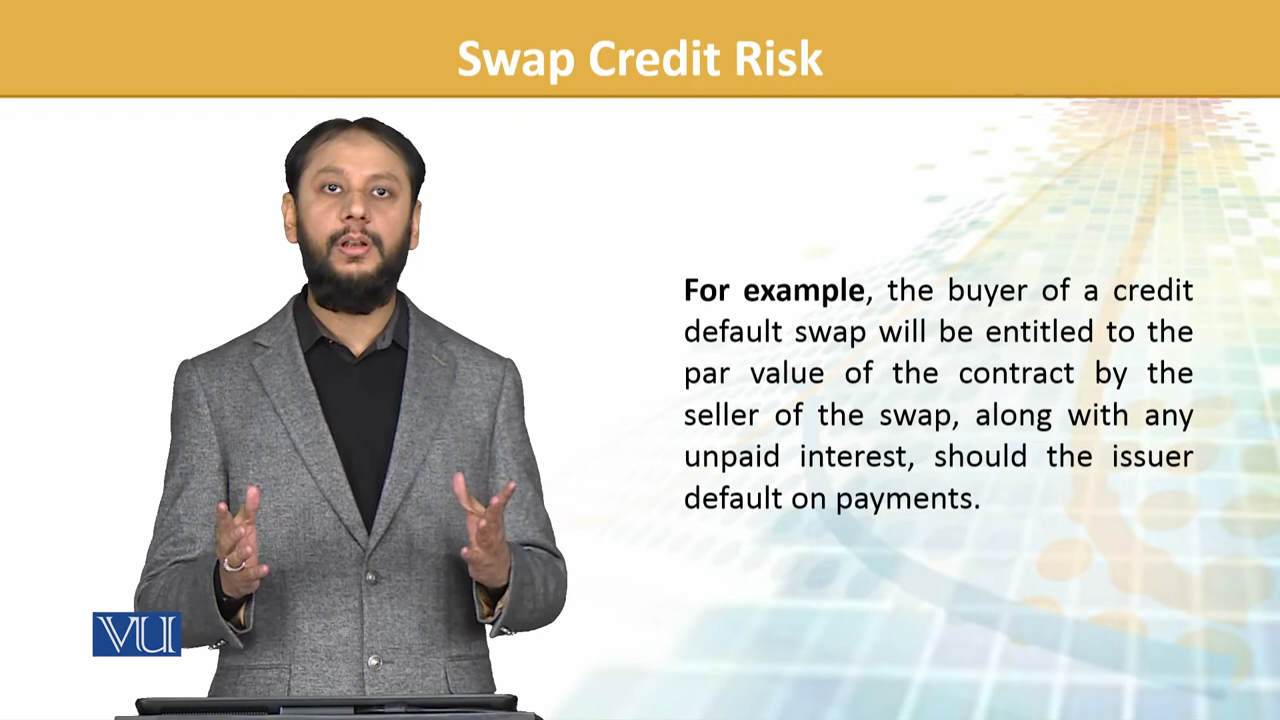 Swap Credit Risk
For example, the buyer of a credit
default swap will be entitled to the
par value of the contract by the
seller of the swap, along with any
unpaid interest, should the issuer
default on payments.
VU